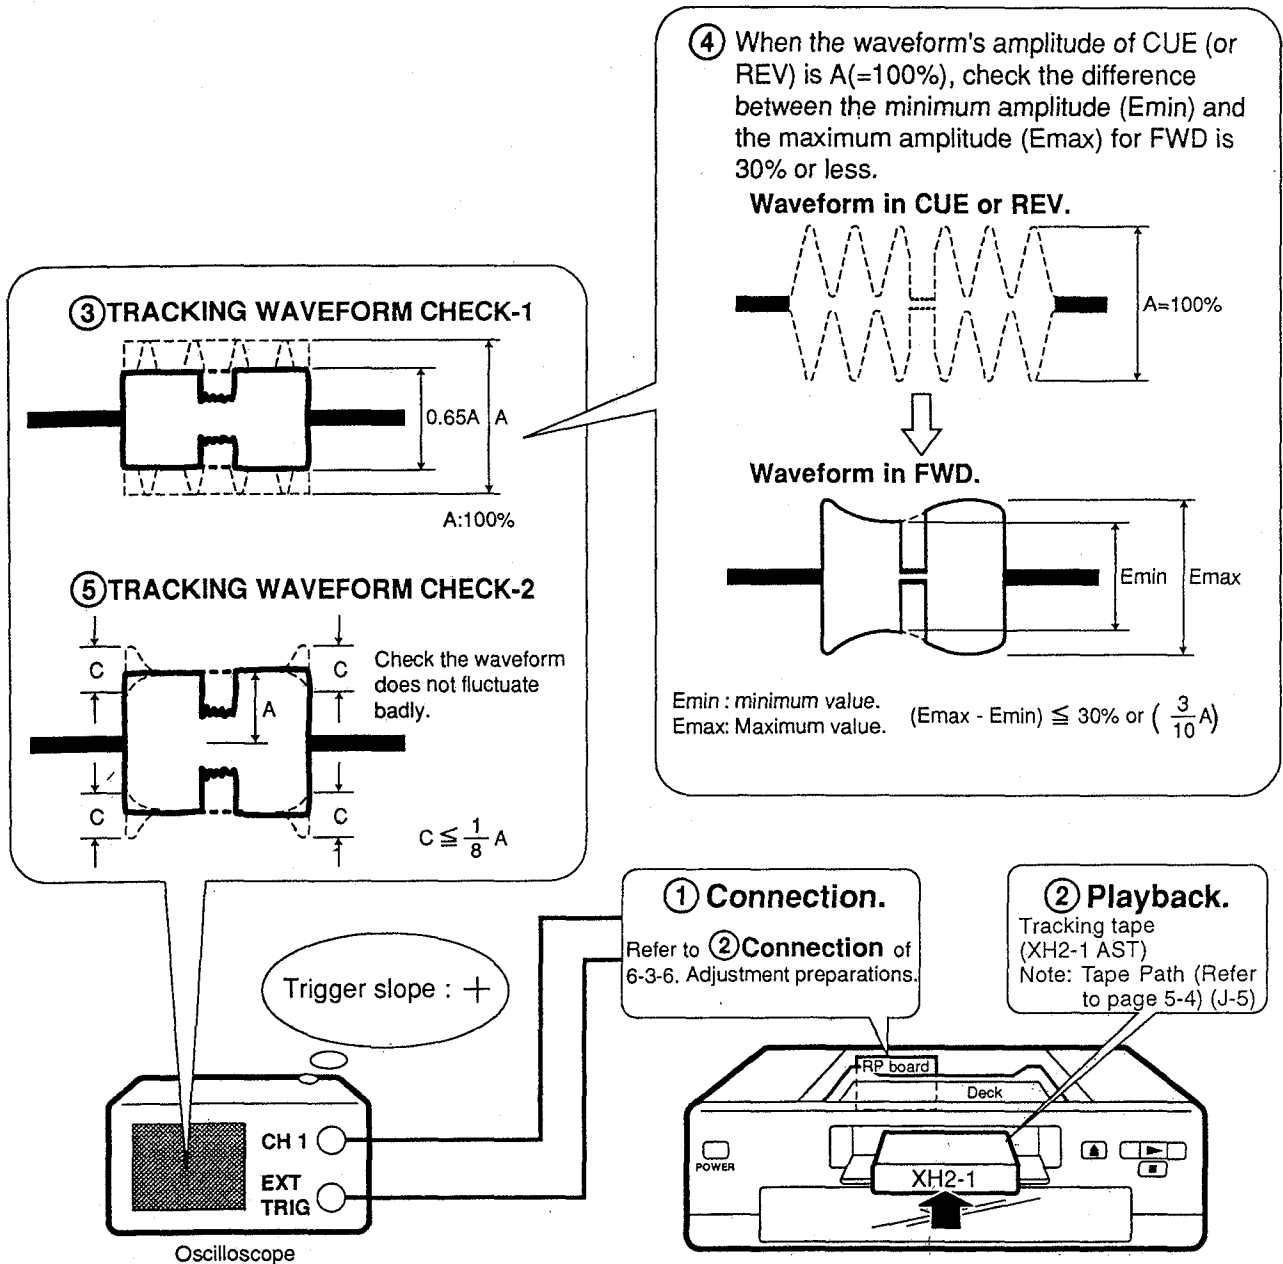 ④ When the waveform's amplitude of CUE (or
REV) is A(=100%), check the difference
between the minimum amplitude (Emin) and
the maximum amplitude (Emax) for FWD is
30% or less.
Waveform in CUE or REV.
A=100%
Waveform in FWD.
Emin
Emax
Emin : minimum value.
Emax: Maximum value.
(Emax - Emin) ≦ 30% or ( 3/10 A)
③TRACKING WAVEFORM CHECK-1
0.65A
A
A:100%
⑤TRACKING WAVEFORM CHECK-2
C
C
Check the waveform
does not fluctuate
badly.
A
C
C
C ≦ 1/8 A
① Connection.
Refer to ②Connection of
6-3-6. Adjustment preparations.
② Playback.
Tracking tape
(XH2-1 AST)
Note: Tape Path (Refer
to page 5-4) (J-5)
Trigger slope : +
CH 1
EXT
TRIG
Oscilloscope
RP board
Deck
POWER
XH2-1